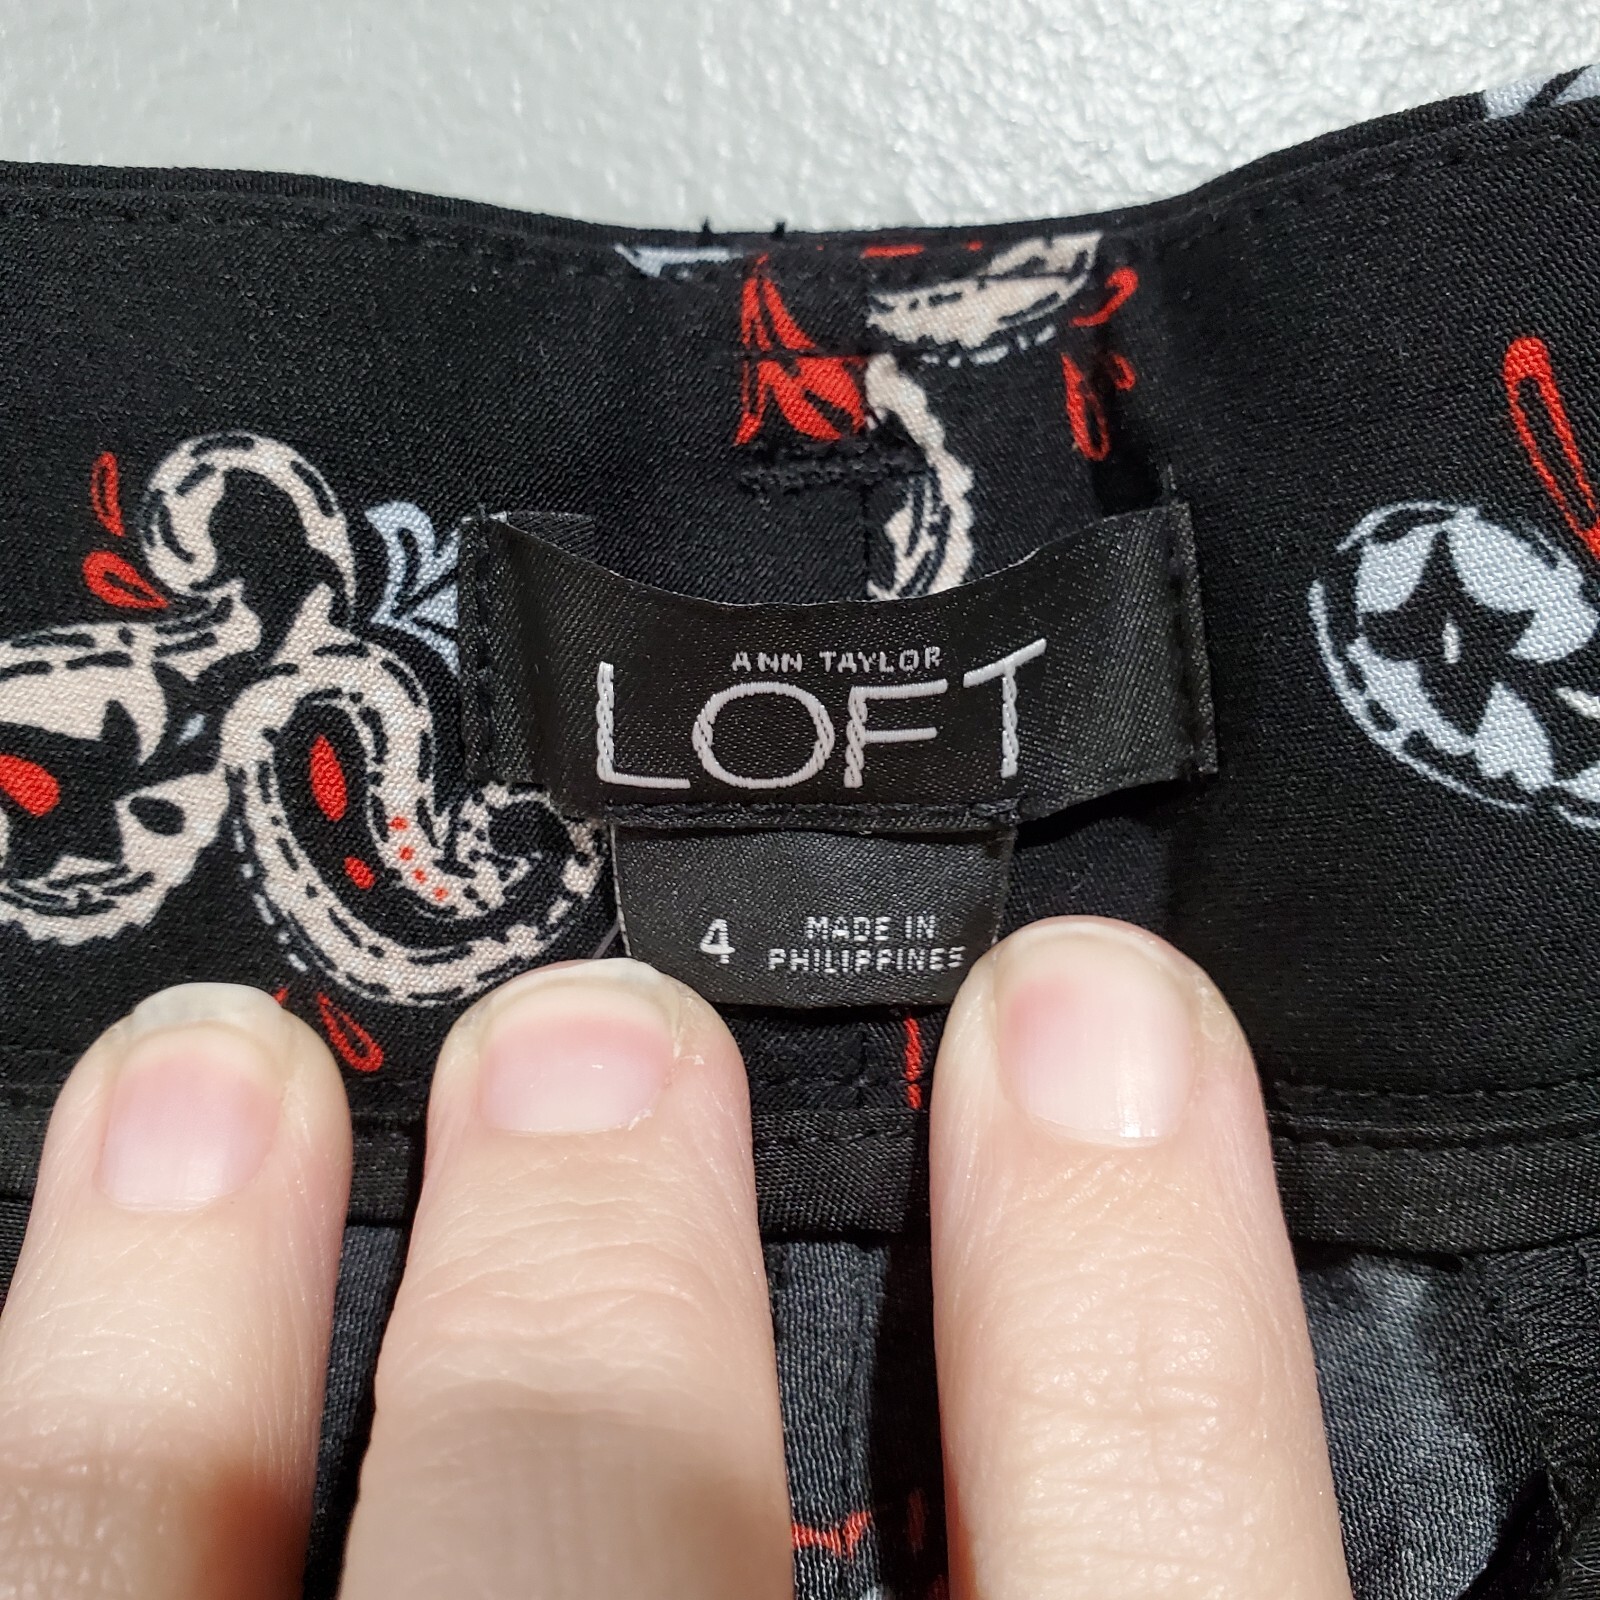 ANN TAYLOR
LOFT
4
MADE IN
PHILIPPINES